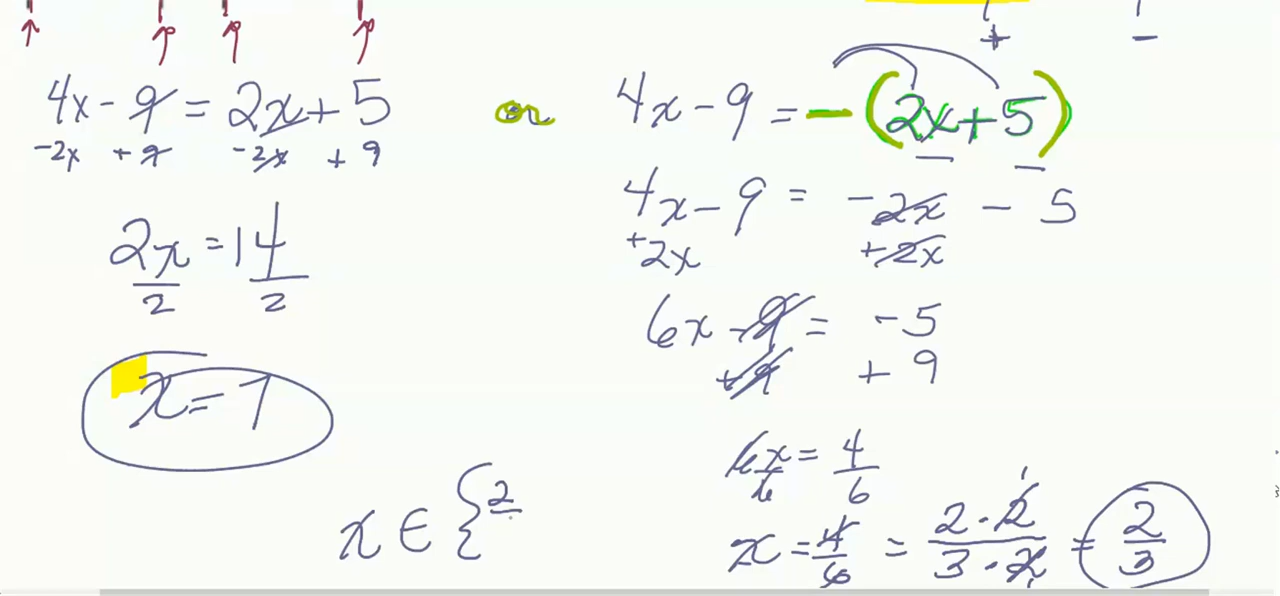 + −
4x - 9 = 2x + 5 or 4x - 9 = -(2x + 5)
-2x + 9 -2x + 9
− −
4x - 9 = -2x - 5
+2x +2x
2x = 14
2 2
6x - 9 = -5
+9 + 9
x = 7
6x = 4
6 6
x ∈ { 2
x = 4/6 = 2·2/3·2 = 2/3